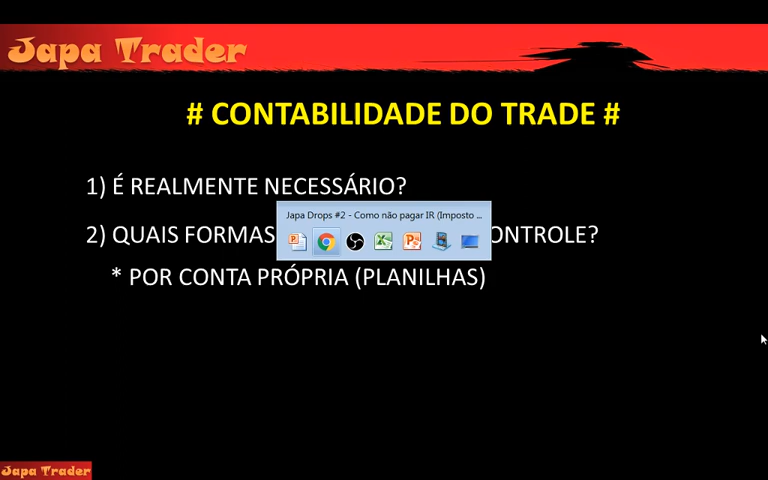 Japa Trader
# CONTABILIDADE DO TRADE #
1) É REALMENTE NECESSÁRIO?
Japa Drops #2 - Como não pagar IR (Imposto ...
2) QUAIS FORMAS ONTROLE?
* POR CONTA PRÓPRIA (PLANILHAS)
Japa Trader